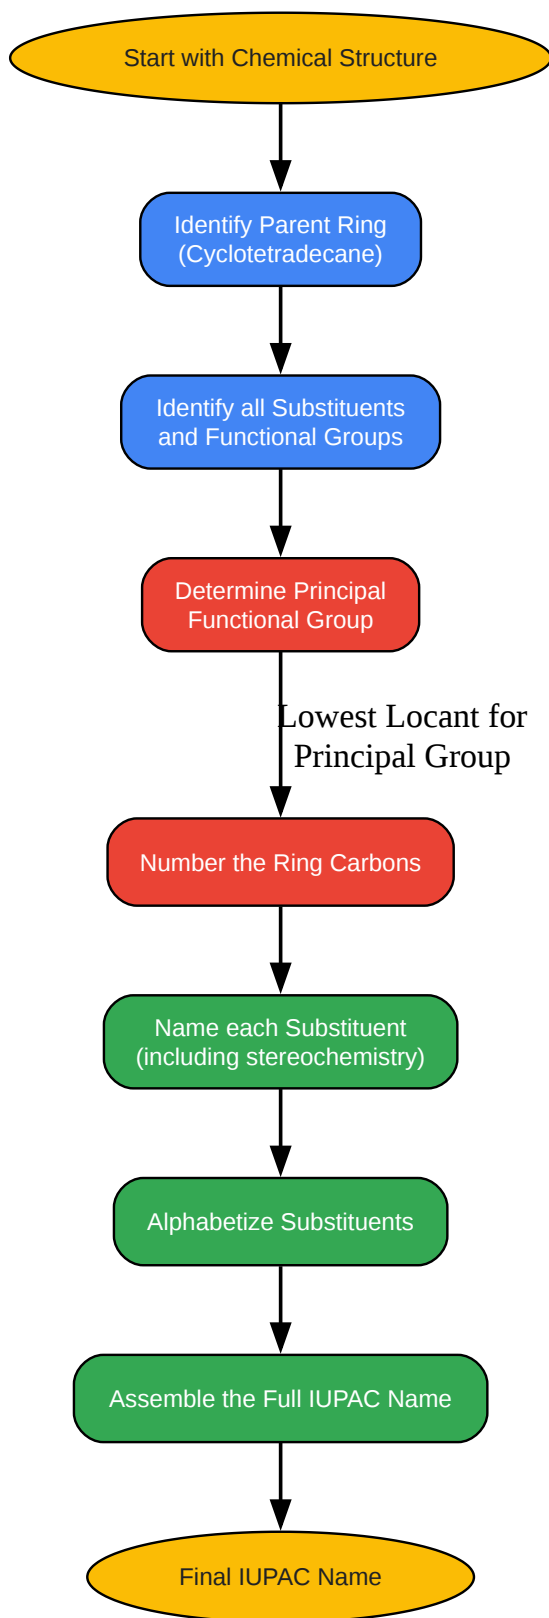 Start with Chemical Structure
Identify Parent Ring
(Cyclotetradecane)
Identify all Substituents
and Functional Groups
Determine Principal
Functional Group
Lowest Locant for
Principal Group
Number the Ring Carbons
Name each Substituent
(including stereochemistry)
Alphabetize Substituents
Assemble the Full IUPAC Name
Final IUPAC Name